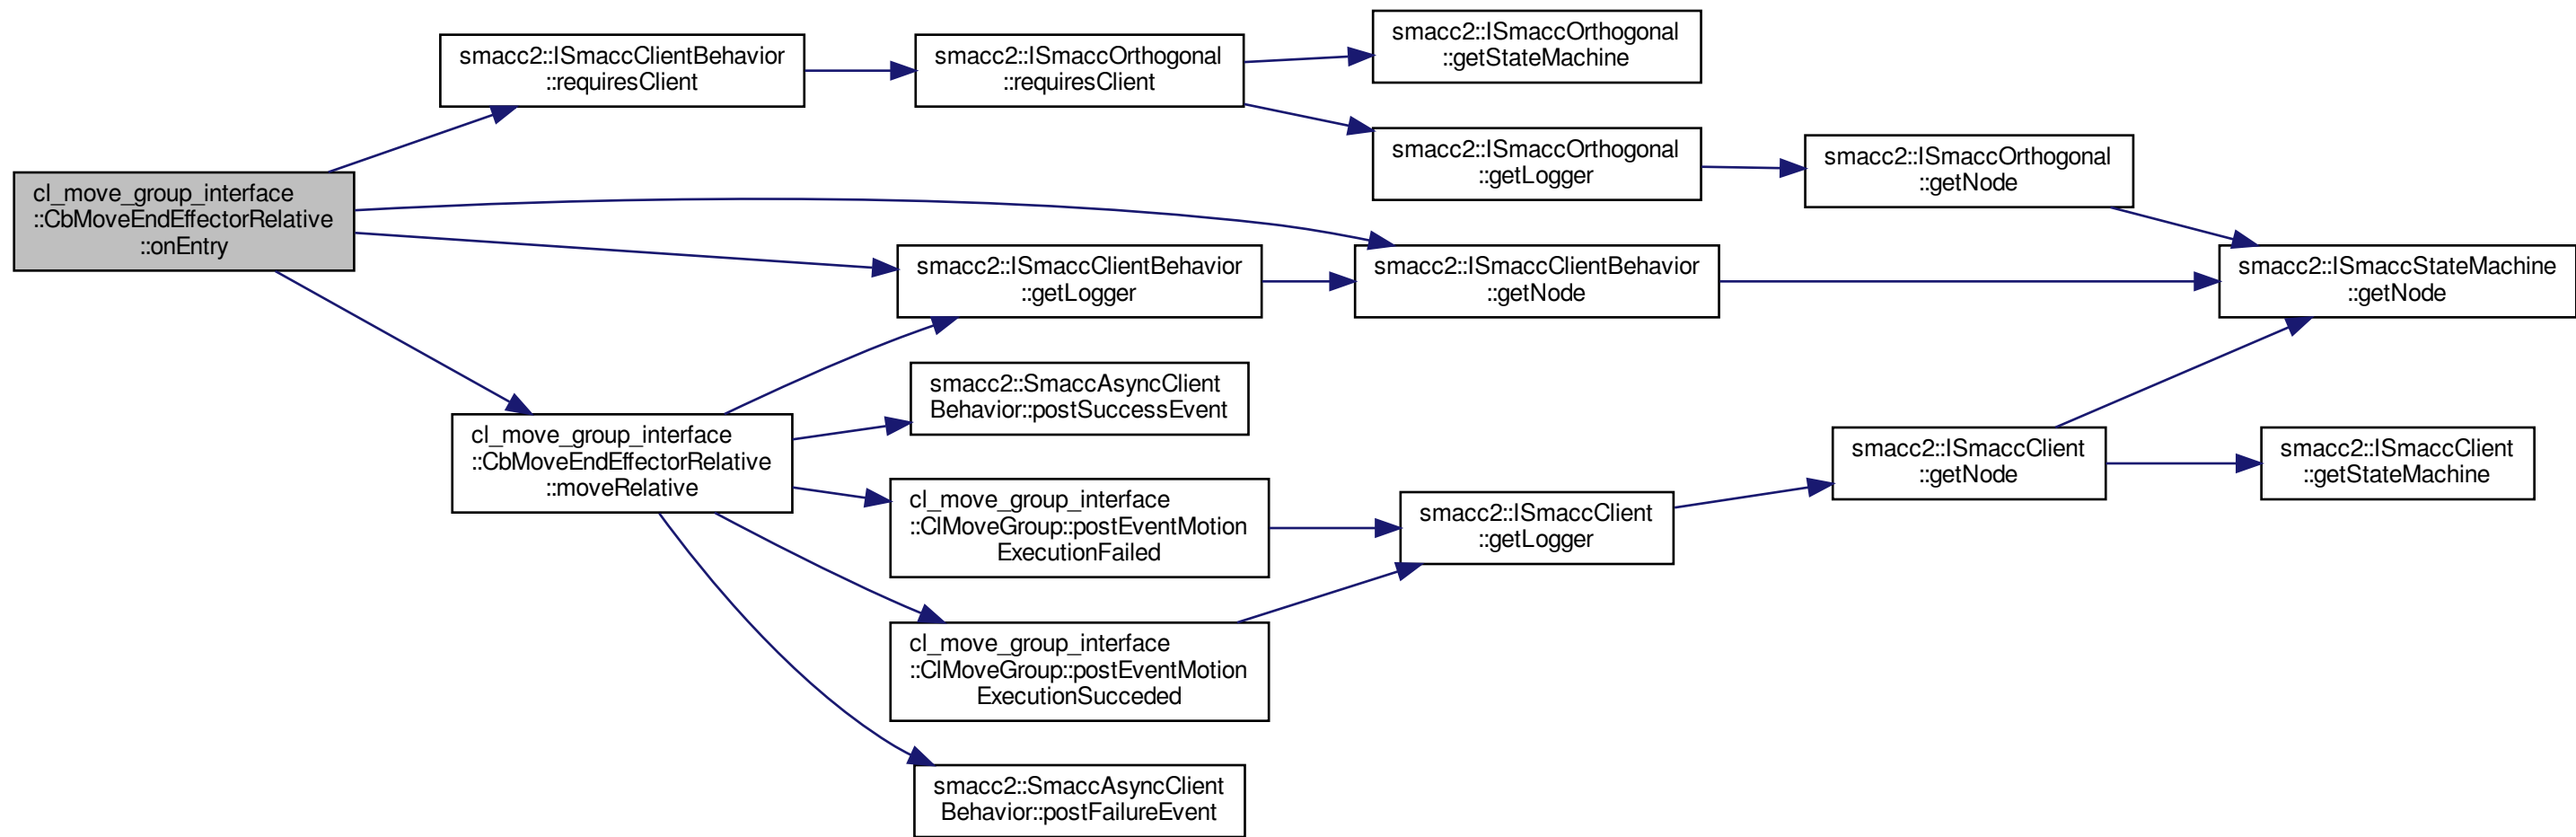 smacc2::ISmaccOrthogonal
::getStateMachine
smacc2::ISmaccClientBehavior
::requiresClient
smacc2::ISmaccOrthogonal
::requiresClient
smacc2::ISmaccOrthogonal
::getLogger
smacc2::ISmaccOrthogonal
::getNode
cl_move_group_interface
::CbMoveEndEffectorRelative
::onEntry
smacc2::ISmaccClientBehavior
::getLogger
smacc2::ISmaccClientBehavior
::getNode
smacc2::ISmaccStateMachine
::getNode
smacc2::SmaccAsyncClient
Behavior::postSuccessEvent
cl_move_group_interface
::CbMoveEndEffectorRelative
::moveRelative
smacc2::ISmaccClient
::getNode
smacc2::ISmaccClient
::getStateMachine
cl_move_group_interface
::ClMoveGroup::postEventMotion
ExecutionFailed
smacc2::ISmaccClient
::getLogger
cl_move_group_interface
::ClMoveGroup::postEventMotion
ExecutionSucceded
smacc2::SmaccAsyncClient
Behavior::postFailureEvent